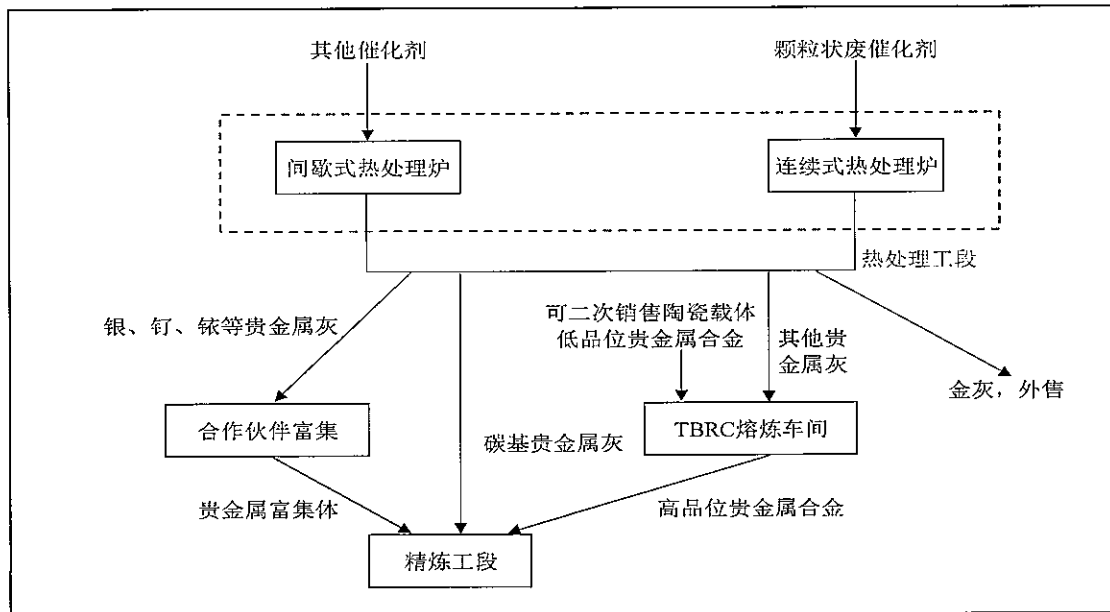 其他催化剂
颗粒状废催化剂
间歇式热处理炉
连续式热处理炉
热处理工段
银、钌、铱等贵金属灰
可二次销售陶瓷载体
低品位贵金属合金
其他贵
金属灰
金灰，外售
合作伙伴富集
碳基贵金属灰
TBRC熔炼车间
贵金属富集体
高品位贵金属合金
精炼工段